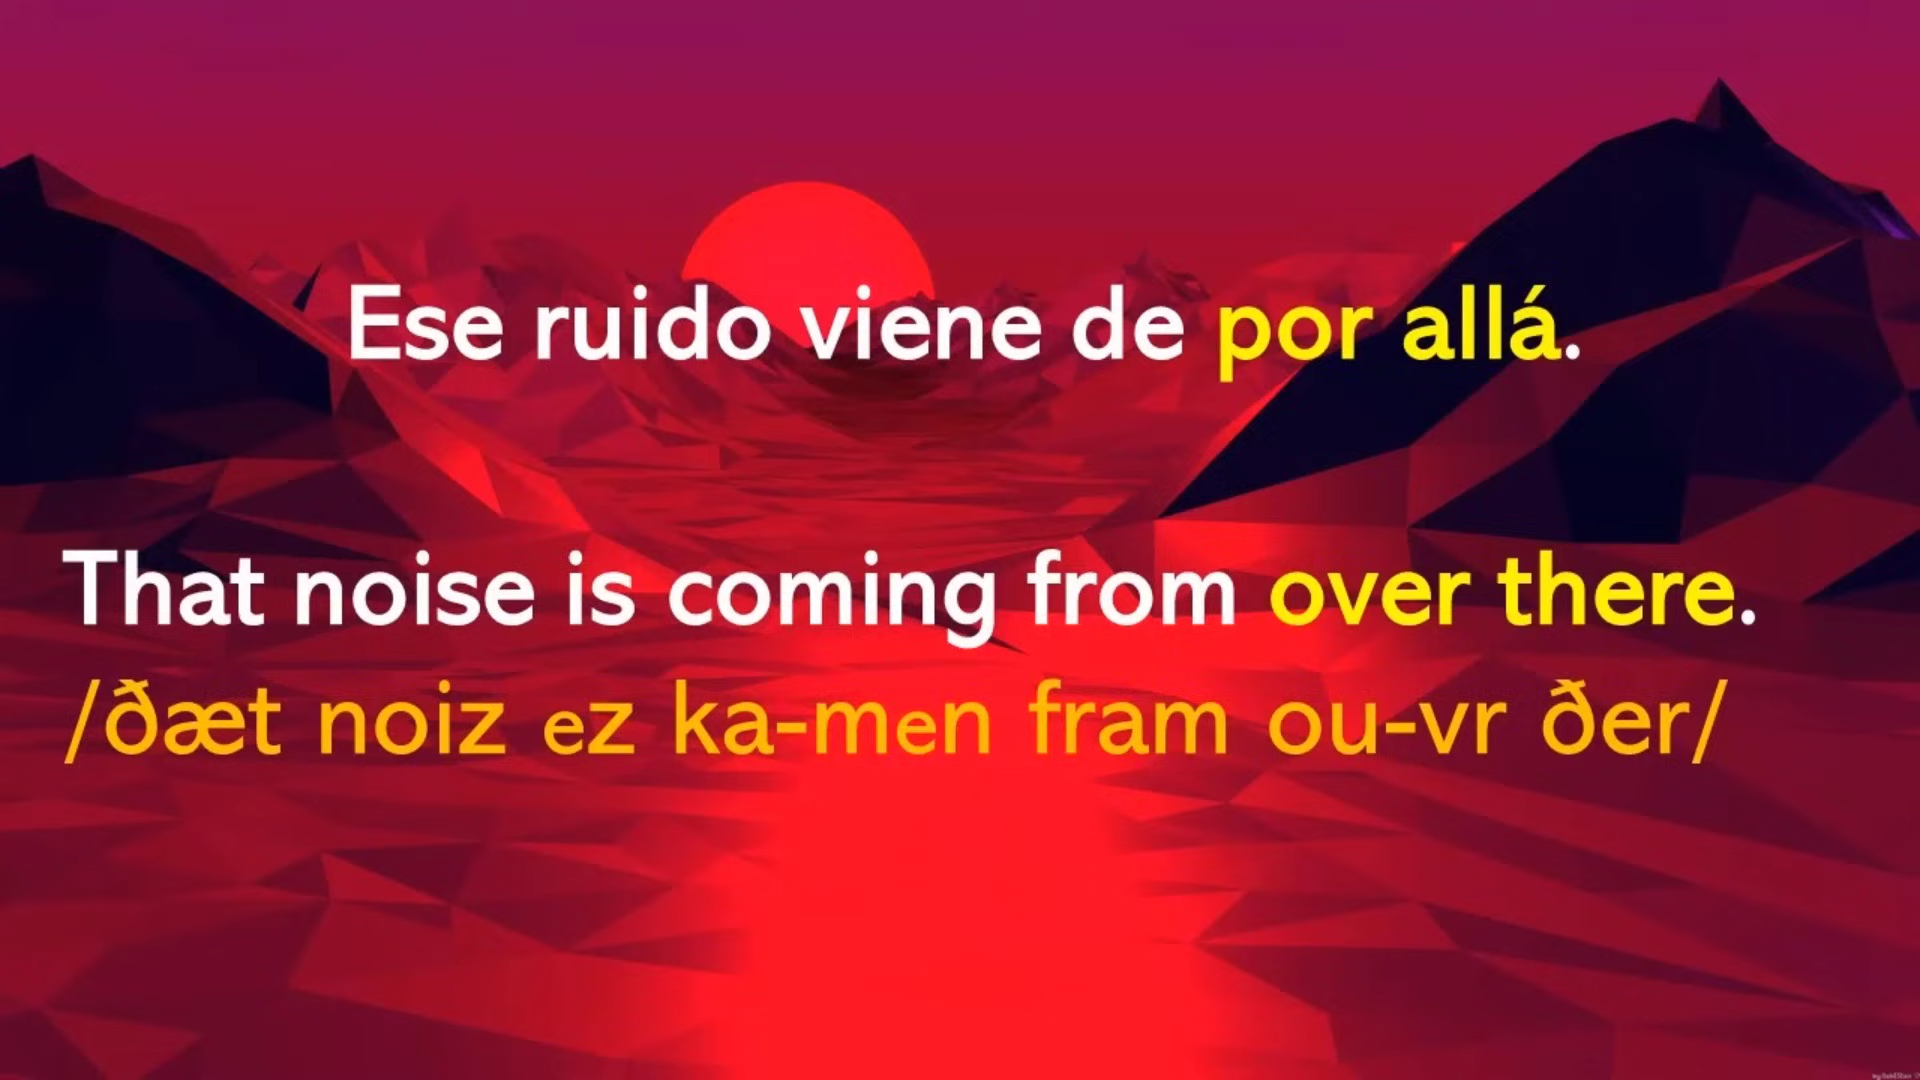 Ese ruido viene de por allá.
That noise is coming from over there.
/ðæt noiz ez ka-men fram ou-vr ðer/